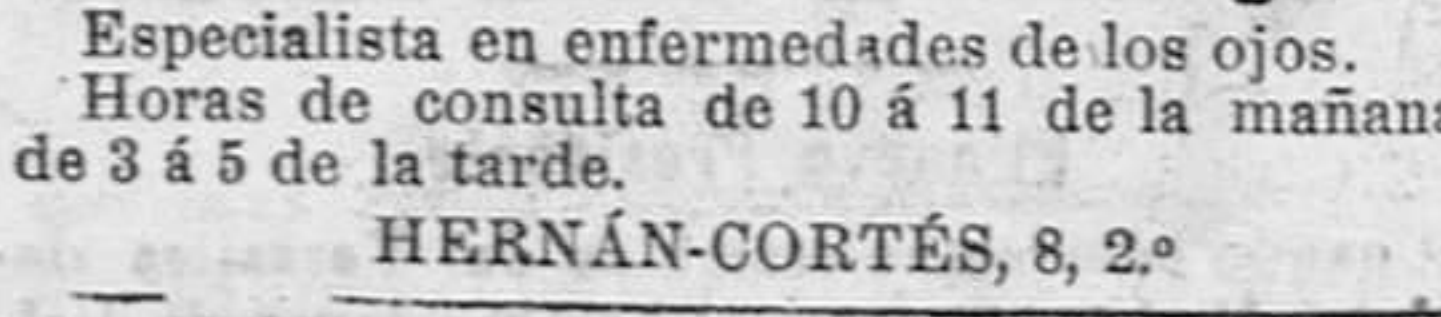 Especialista en enfermedades de los ojos.
Horas de consulta de 10 á 11 de la mañana
de 3 á 5 de la tarde.
HERNÁN-CORTÉS, 8, 2.º